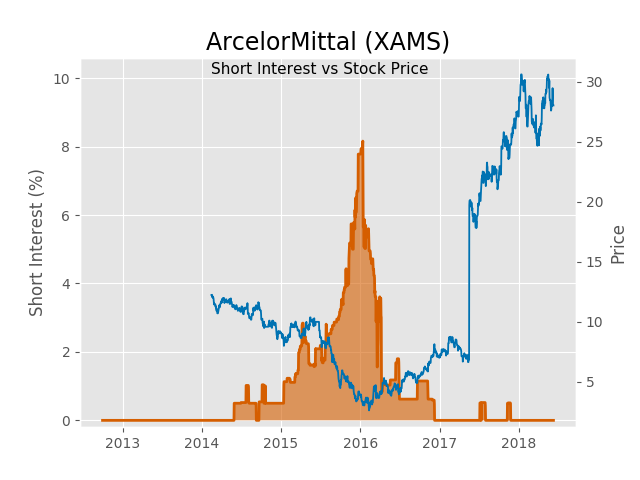 ArcelorMittal (XAMS)
Short Interest vs Stock Price
Short Interest (%)
10
8
6
4
2
0
30
25
20
15
10
5
Price
2013 2014 2015 2016 2017 2018